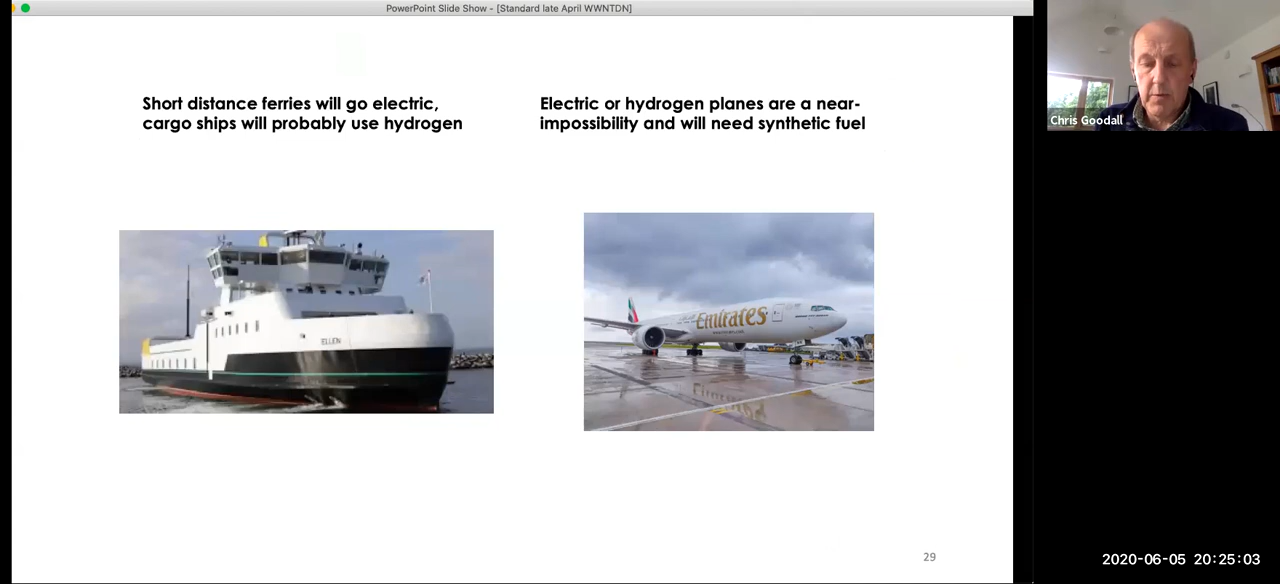 PowerPoint Slide Show - [Standard late April WWNTDN]
Short distance ferries will go electric,
cargo ships will probably use hydrogen
Electric or hydrogen planes are a near-
impossibility and will need synthetic fuel
ELLEN
Emirates
29
Chris Goodall
2020-06-05 20:25:03